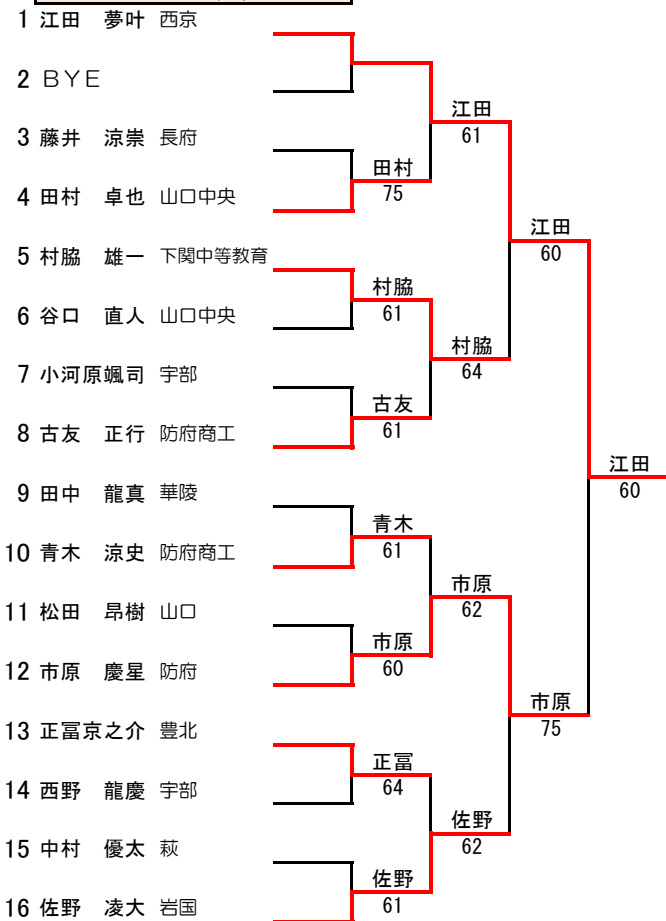 1 江田　夢叶 西京
2 ＢＹＥ
3 藤井　涼崇 長府
4 田村　卓也 山口中央
5 村脇　雄一 下関中等教育
6 谷口　直人 山口中央
7 小河原颯司 宇部
8 古友　正行 防府商工
9 田中　龍真 華陵
10 青木　涼史 防府商工
11 松田　昂樹 山口
12 市原　慶星 防府
13 正冨京之介 豊北
14 西野　龍慶 宇部
15 中村　優太 萩
16 佐野　凌大 岩国
田村
75
村脇
61
古友
61
青木
61
市原
60
正冨
64
佐野
61
江田
61
村脇
64
市原
62
佐野
62
江田
60
市原
75
江田
60